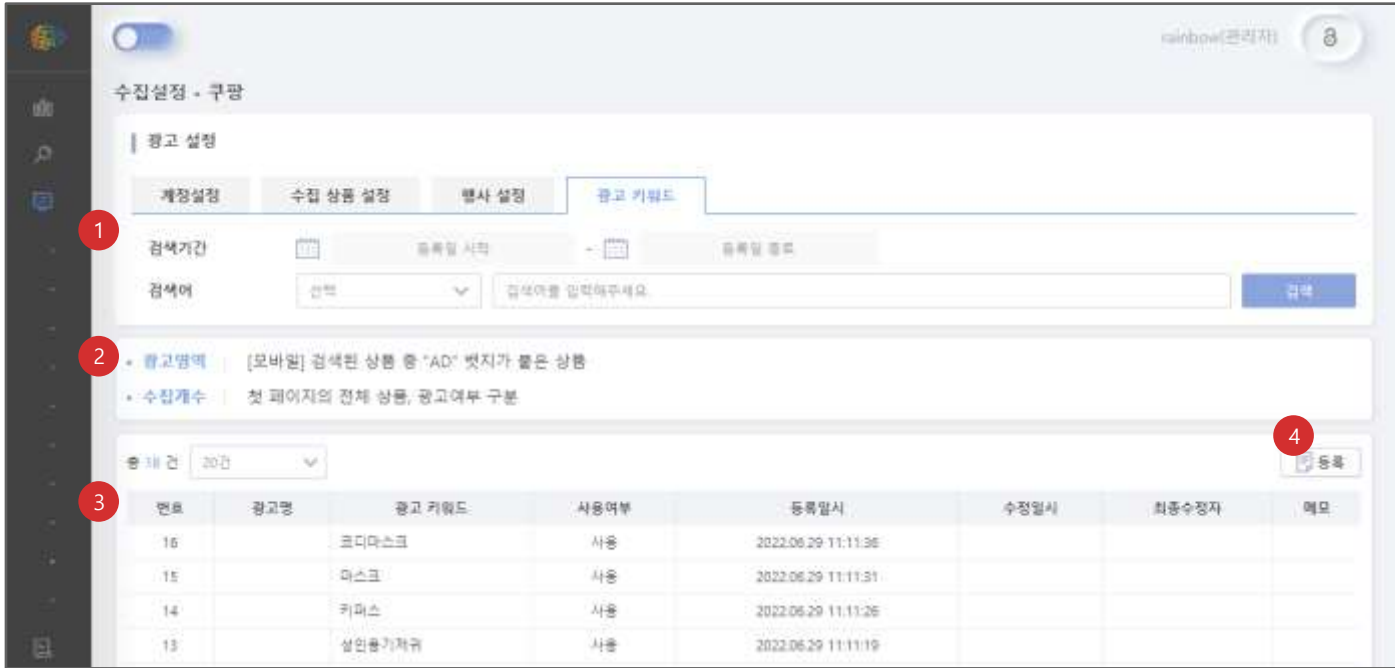 rainbow(관리자)
수집설정 - 쿠팡
광고 설정
계정설정 수집 상품 설정 행사 설정 광고 키워드
1
검색기간 등록일 시작 - 등록일 종료
검색어 선택 검색어를 입력해주세요. 검색
2
• 광고영역 [모바일] 검색된 상품 중 "AD" 뱃지가 붙은 상품
• 수집개수 첫 페이지의 전체 상품, 광고여부 구분
4
총 건 20건 등록
3
번호 광고명 광고 키워드 사용여부 등록일시 수정일시 최종수정자 메모
16 코디마스크 사용 2022.06.29 11:11:36
15 마스크 사용 2022.06.29 11:11:31
14 키퍼스 사용 2022.06.29 11:11:26
13 성인용기저귀 사용 2022.06.29 11:11:19